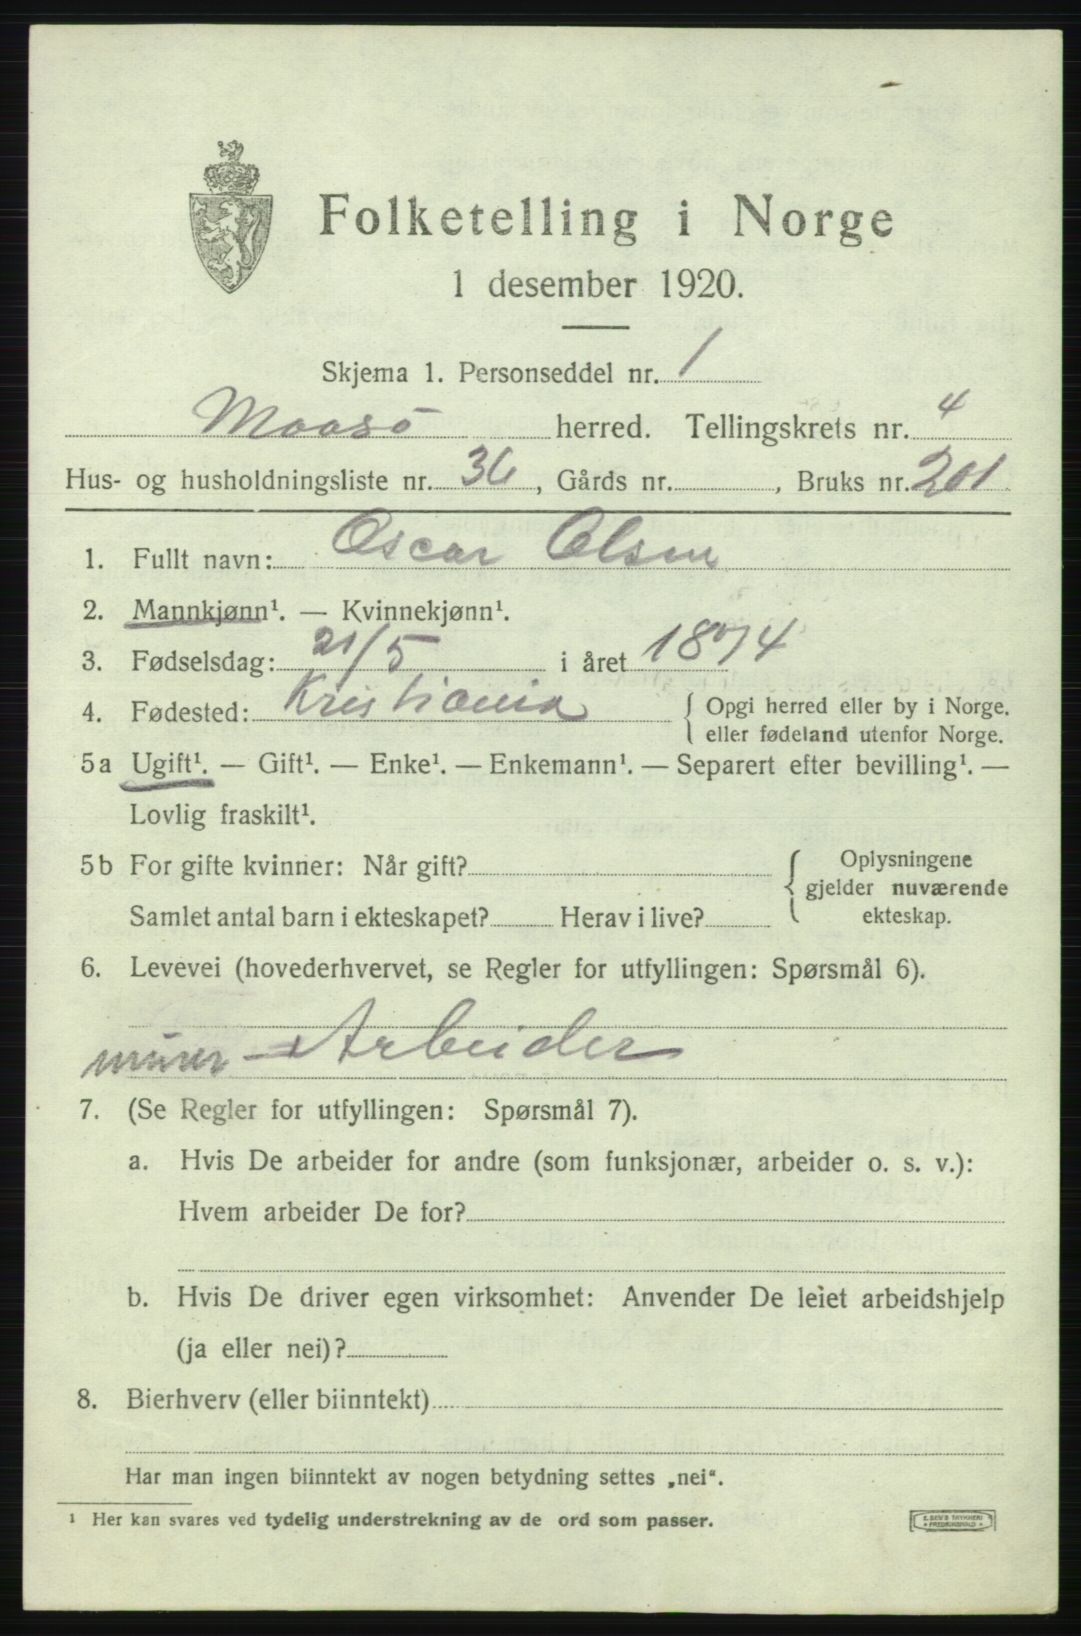 Folketelling i Norge
1 desember 1920.
Skjema 1. Personseddel nr. 1
Maasö herred. Tellingskrets nr. 4
Hus- og husholdningsliste nr. 36, Gårds nr. , Bruks nr. 201
1. Fullt navn: Oscar Olsen
2. Mannkjønn¹. — Kvinnekjønn¹.
3. Fødselsdag: 21/5 i året 1874
4. Fødested: Kristiania { Opgi herred eller by i Norge.
eller fødeland utenfor Norge.
5a Ugift¹. — Gift¹. — Enke¹. — Enkemann¹. — Separert efter bevilling¹. —
Lovlig fraskilt¹.
5b For gifte kvinner: Når gift? { Oplysningene
gjelder nuværende
ekteskap.
Samlet antal barn i ekteskapet? Herav i live?
6. Levevei (hovederhvervet, se Regler for utfyllingen: Spørsmål 6).
murer - Arbeider
7. (Se Regler for utfyllingen: Spørsmål 7).
a. Hvis De arbeider for andre (som funksjonær, arbeider o. s. v.):
Hvem arbeider De for?
b. Hvis De driver egen virksomhet: Anvender De leiet arbeidshjelp
(ja eller nei)?
8. Bierhverv (eller biinntekt)
Har man ingen biinntekt av nogen betydning settes „nei“.
¹ Her kan svares ved tydelig understrekning av de ord som passer.
E. SEM'S TRYKKERI
FREDRIKSHALD